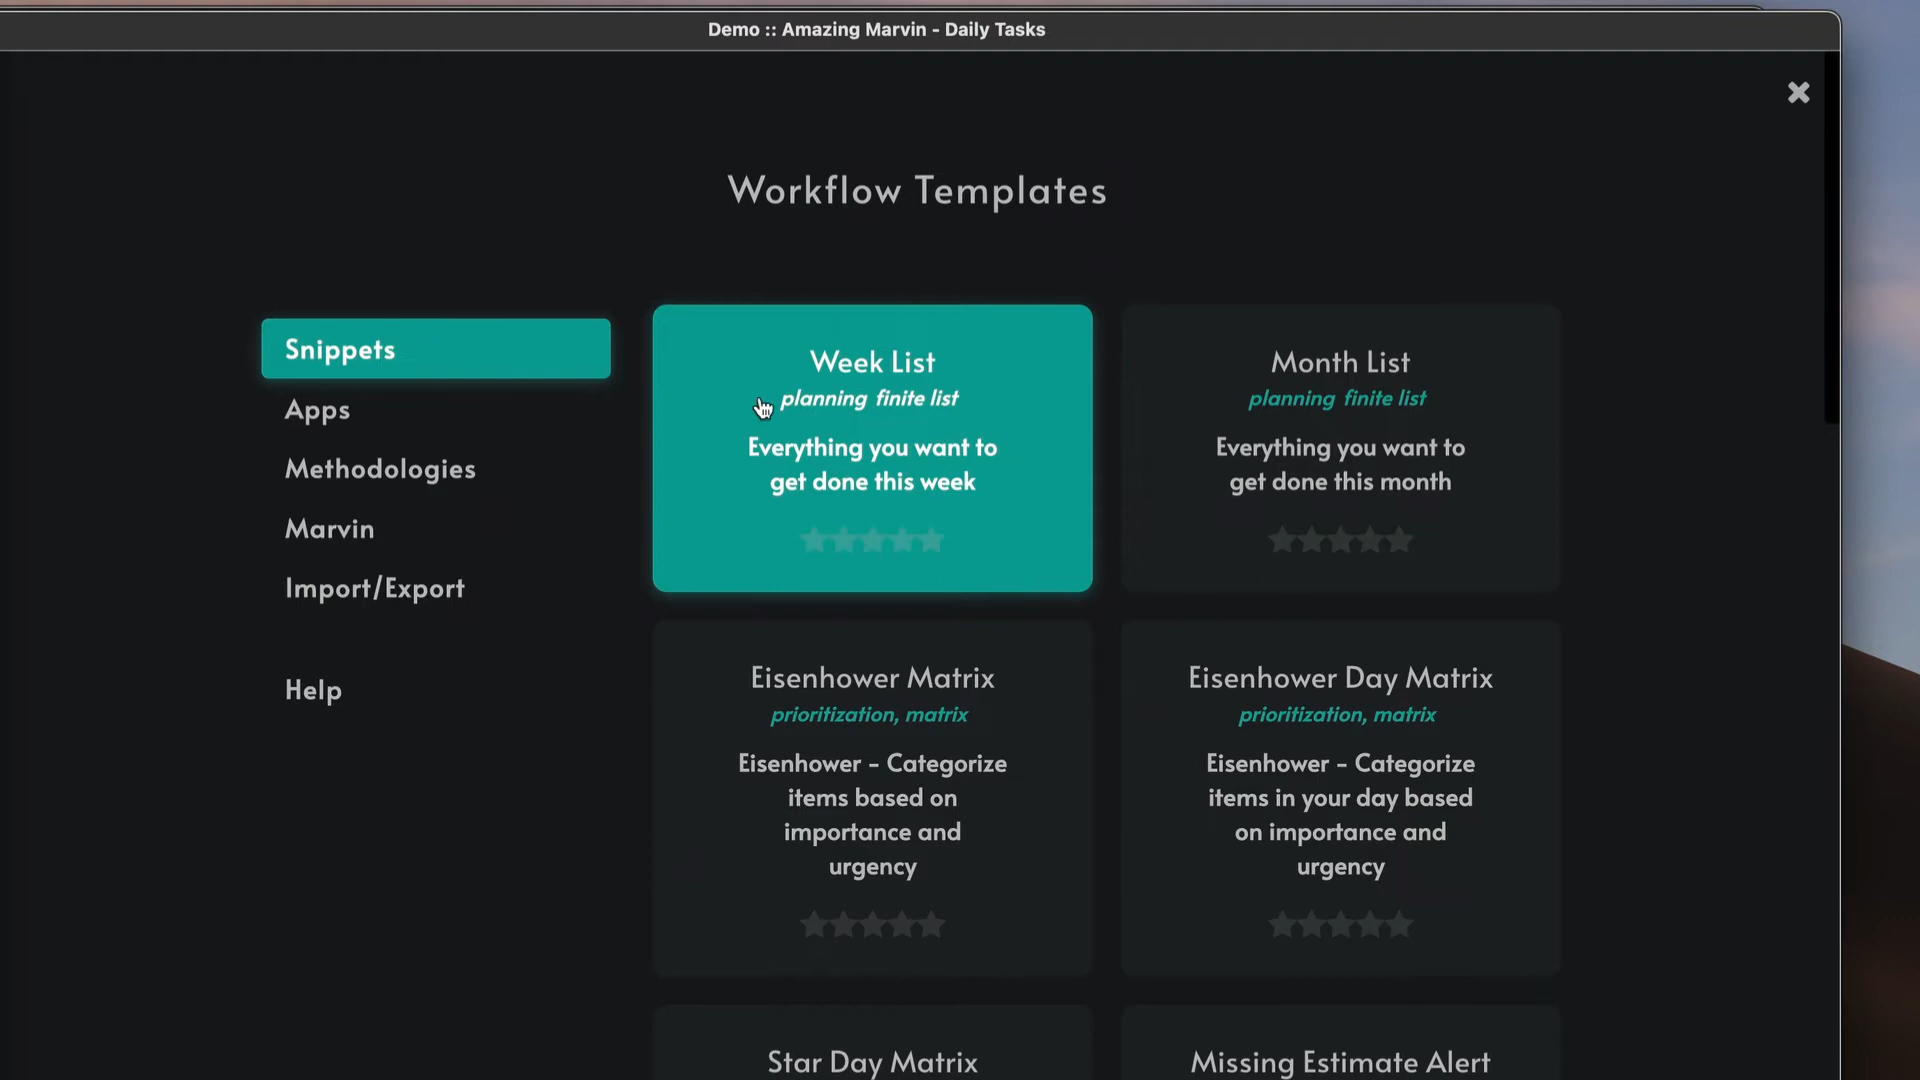 Demo :: Amazing Marvin - Daily Tasks
Workflow Templates
Snippets
Apps
Methodologies
Marvin
Import/Export
Help
Week List
planning finite list
Everything you want to
get done this week
Month List
planning finite list
Everything you want to
get done this month
Eisenhower Matrix
prioritization, matrix
Eisenhower - Categorize
items based on
importance and
urgency
Eisenhower Day Matrix
prioritization, matrix
Eisenhower - Categorize
items in your day based
on importance and
urgency
Star Day Matrix
Missing Estimate Alert